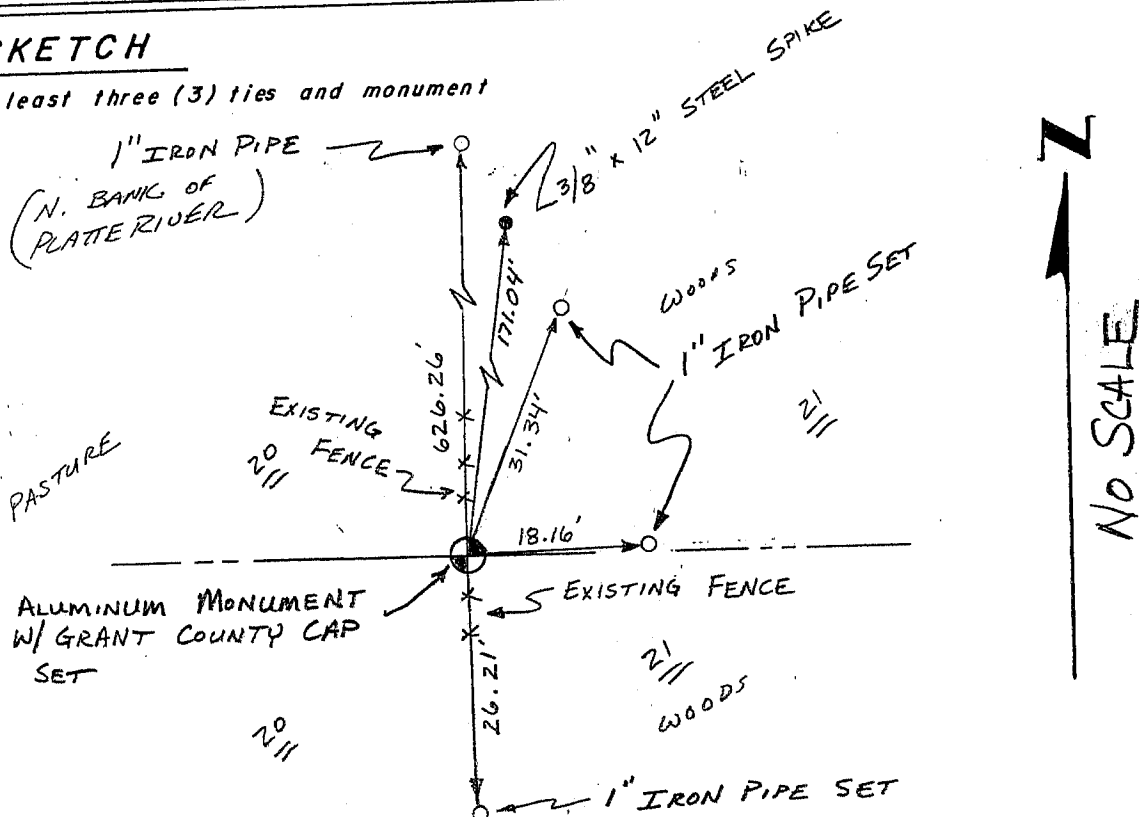 SKETCH
least three (3) ties and monument
1" IRON PIPE
(N. BANK OF
PLATTE RIVER)
3/8" x 12" STEEL SPIKE
WOODS
1" IRON PIPE SET
N
NO SCALE
171.04'
626.26'
31.34'
EXISTING
FENCE
20
21
PASTURE
18.16'
ALUMINUM MONUMENT
W/ GRANT COUNTY CAP
SET
EXISTING FENCE
26.21'
21
WOODS
20
1" IRON PIPE SET